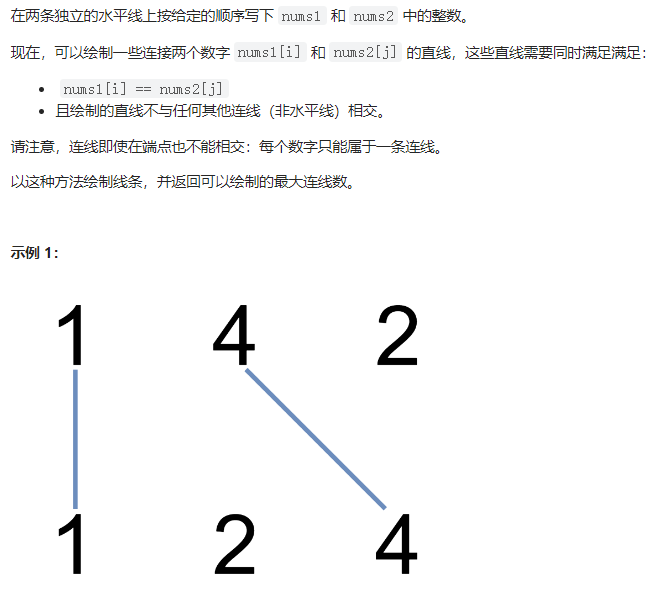 在两条独立的水平线上按给定的顺序写下 nums1 和 nums2 中的整数。
现在，可以绘制一些连接两个数字 nums1[i] 和 nums2[j] 的直线，这些直线需要同时满足满足：
• nums1[i] == nums2[j]
• 且绘制的直线不与任何其他连线（非水平线）相交。
请注意，连线即使在端点也不能相交：每个数字只能属于一条连线。
以这种方法绘制线条，并返回可以绘制的最大连线数。
示例 1：
1 4 2
1 2 4